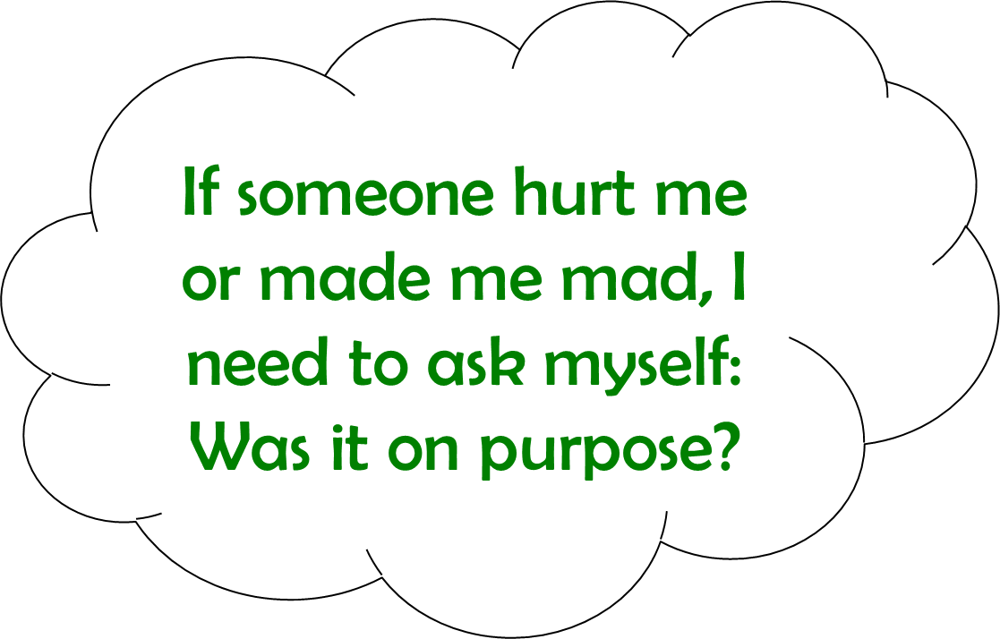 If someone hurt me
or made me mad, I
need to ask myself:
Was it on purpose?